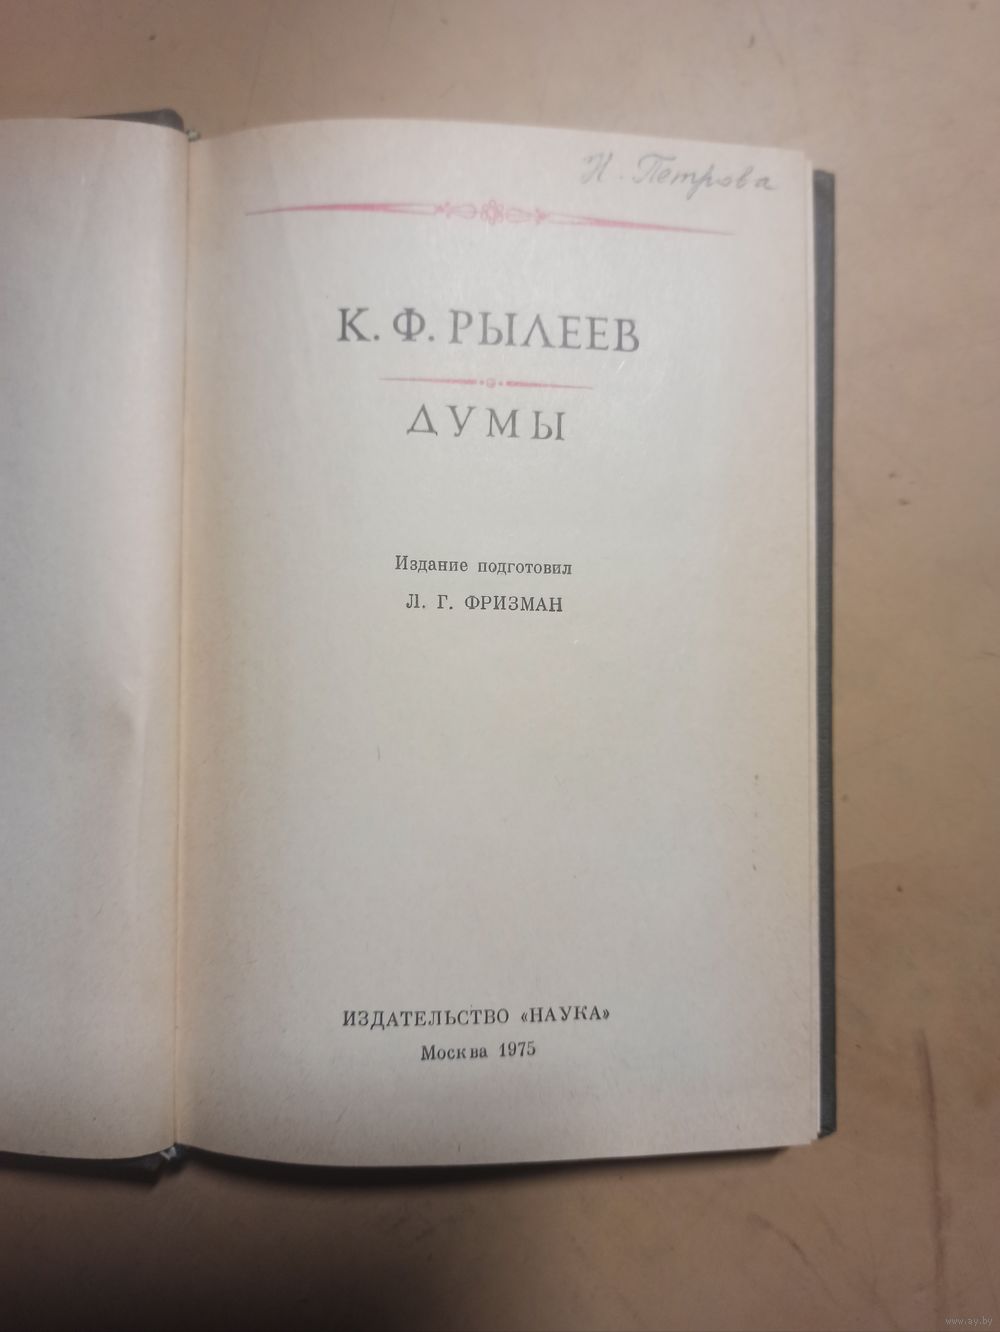 Н. Петрова
К. Ф. РЫЛЕЕВ
ДУМЫ
Издание подготовил
Л. Г. ФРИЗМАН
ИЗДАТЕЛЬСТВО «НАУКА»
Москва 1975
www.ay.by